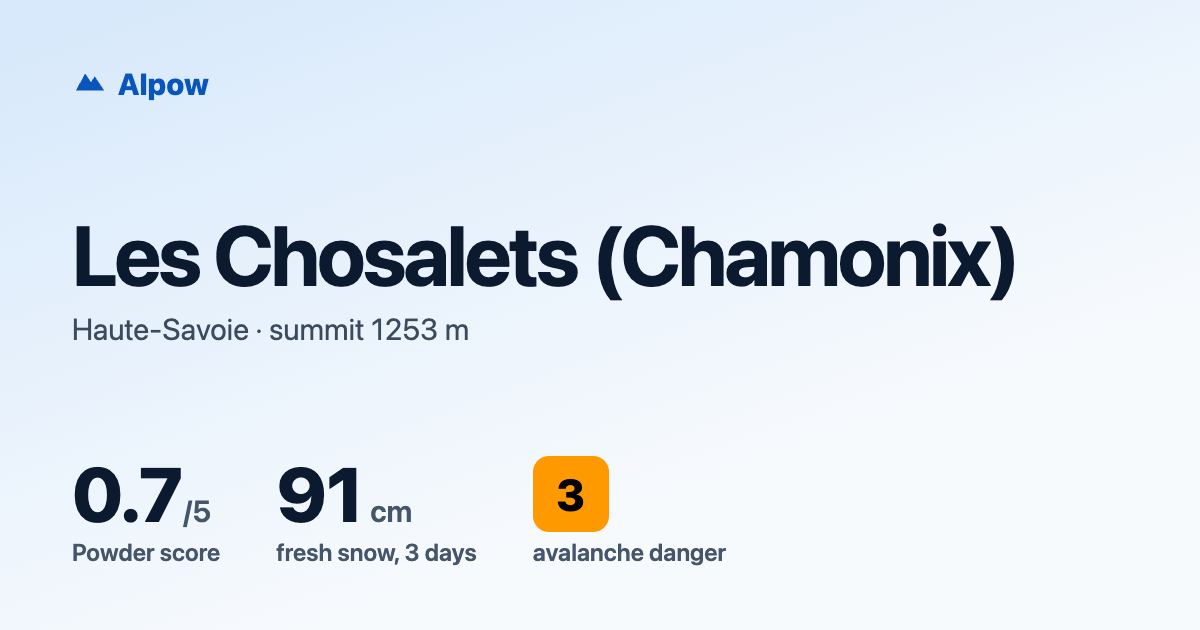 Alpow
Les Chosalets (Chamonix)
Haute-Savoie · summit 1253 m
0.7/5
Powder score
91 cm
fresh snow, 3 days
3
avalanche danger